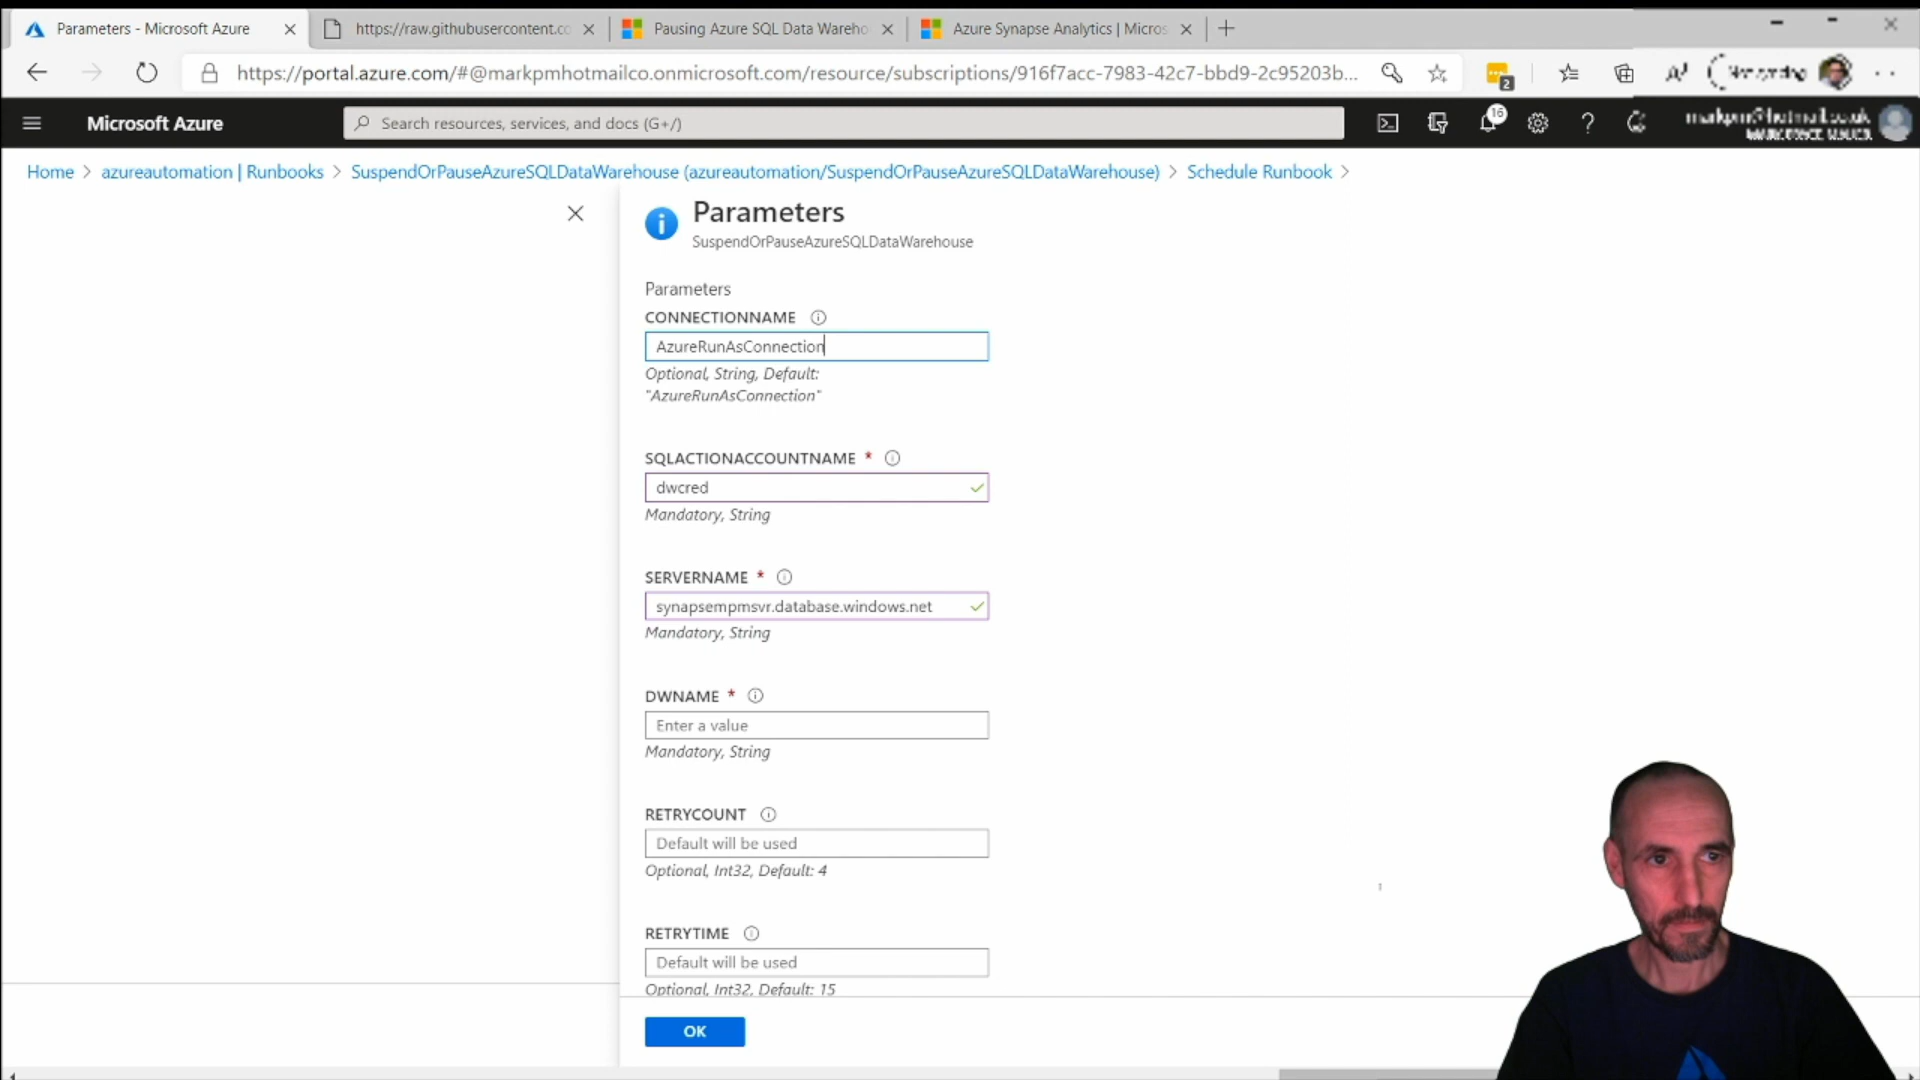 Parameters - Microsoft Azure
https://raw.githubusercontent.co
Pausing Azure SQL Data Wareho
Azure Synapse Analytics | Micros
https://portal.azure.com/#@markpmhotmailco.onmicrosoft.com/resource/subscriptions/916f7acc-7983-42c7-bbd9-2c95203b...
2
Microsoft Azure
Search resources, services, and docs (G+/)
16
Home > azureautomation | Runbooks > SuspendOrPauseAzureSQLDataWarehouse (azureautomation/SuspendOrPauseAzureSQLDataWarehouse) > Schedule Runbook >
Parameters
SuspendOrPauseAzureSQLDataWarehouse
Parameters
CONNECTIONNAME
AzureRunAsConnection
Optional, String, Default:
"AzureRunAsConnection"
SQLACTIONACCOUNTNAME *
dwcred
Mandatory, String
SERVERNAME *
synapsempmsvr.database.windows.net
Mandatory, String
DWNAME *
Enter a value
Mandatory, String
RETRYCOUNT
Default will be used
Optional, Int32, Default: 4
RETRYTIME
Default will be used
Optional, Int32, Default: 15
OK